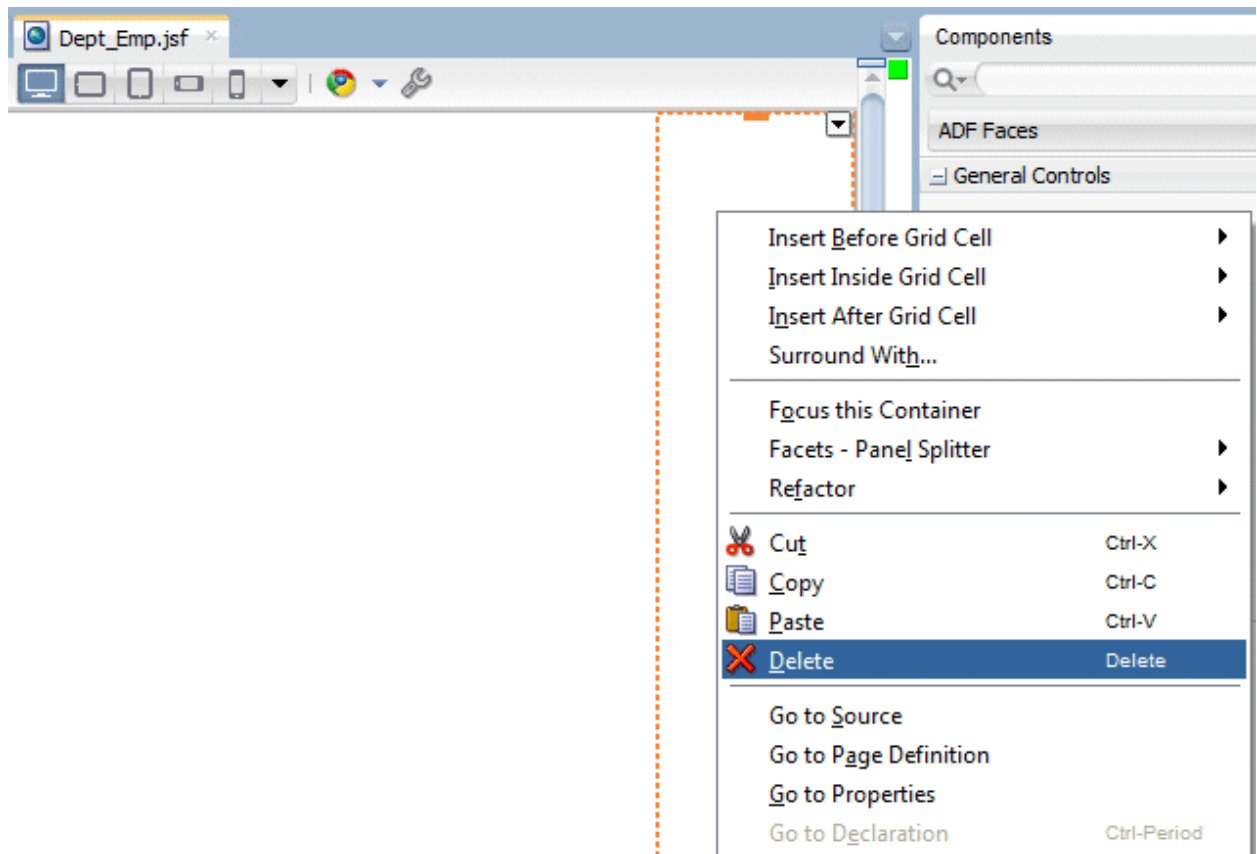 Dept_Emp.jsf
Components
ADF Faces
General Controls
Insert Before Grid Cell
Insert Inside Grid Cell
Insert After Grid Cell
Surround With...
Focus this Container
Facets - Panel Splitter
Refactor
Cut Ctrl-X
Copy Ctrl-C
Paste Ctrl-V
Delete Delete
Go to Source
Go to Page Definition
Go to Properties
Go to Declaration Ctrl-Period